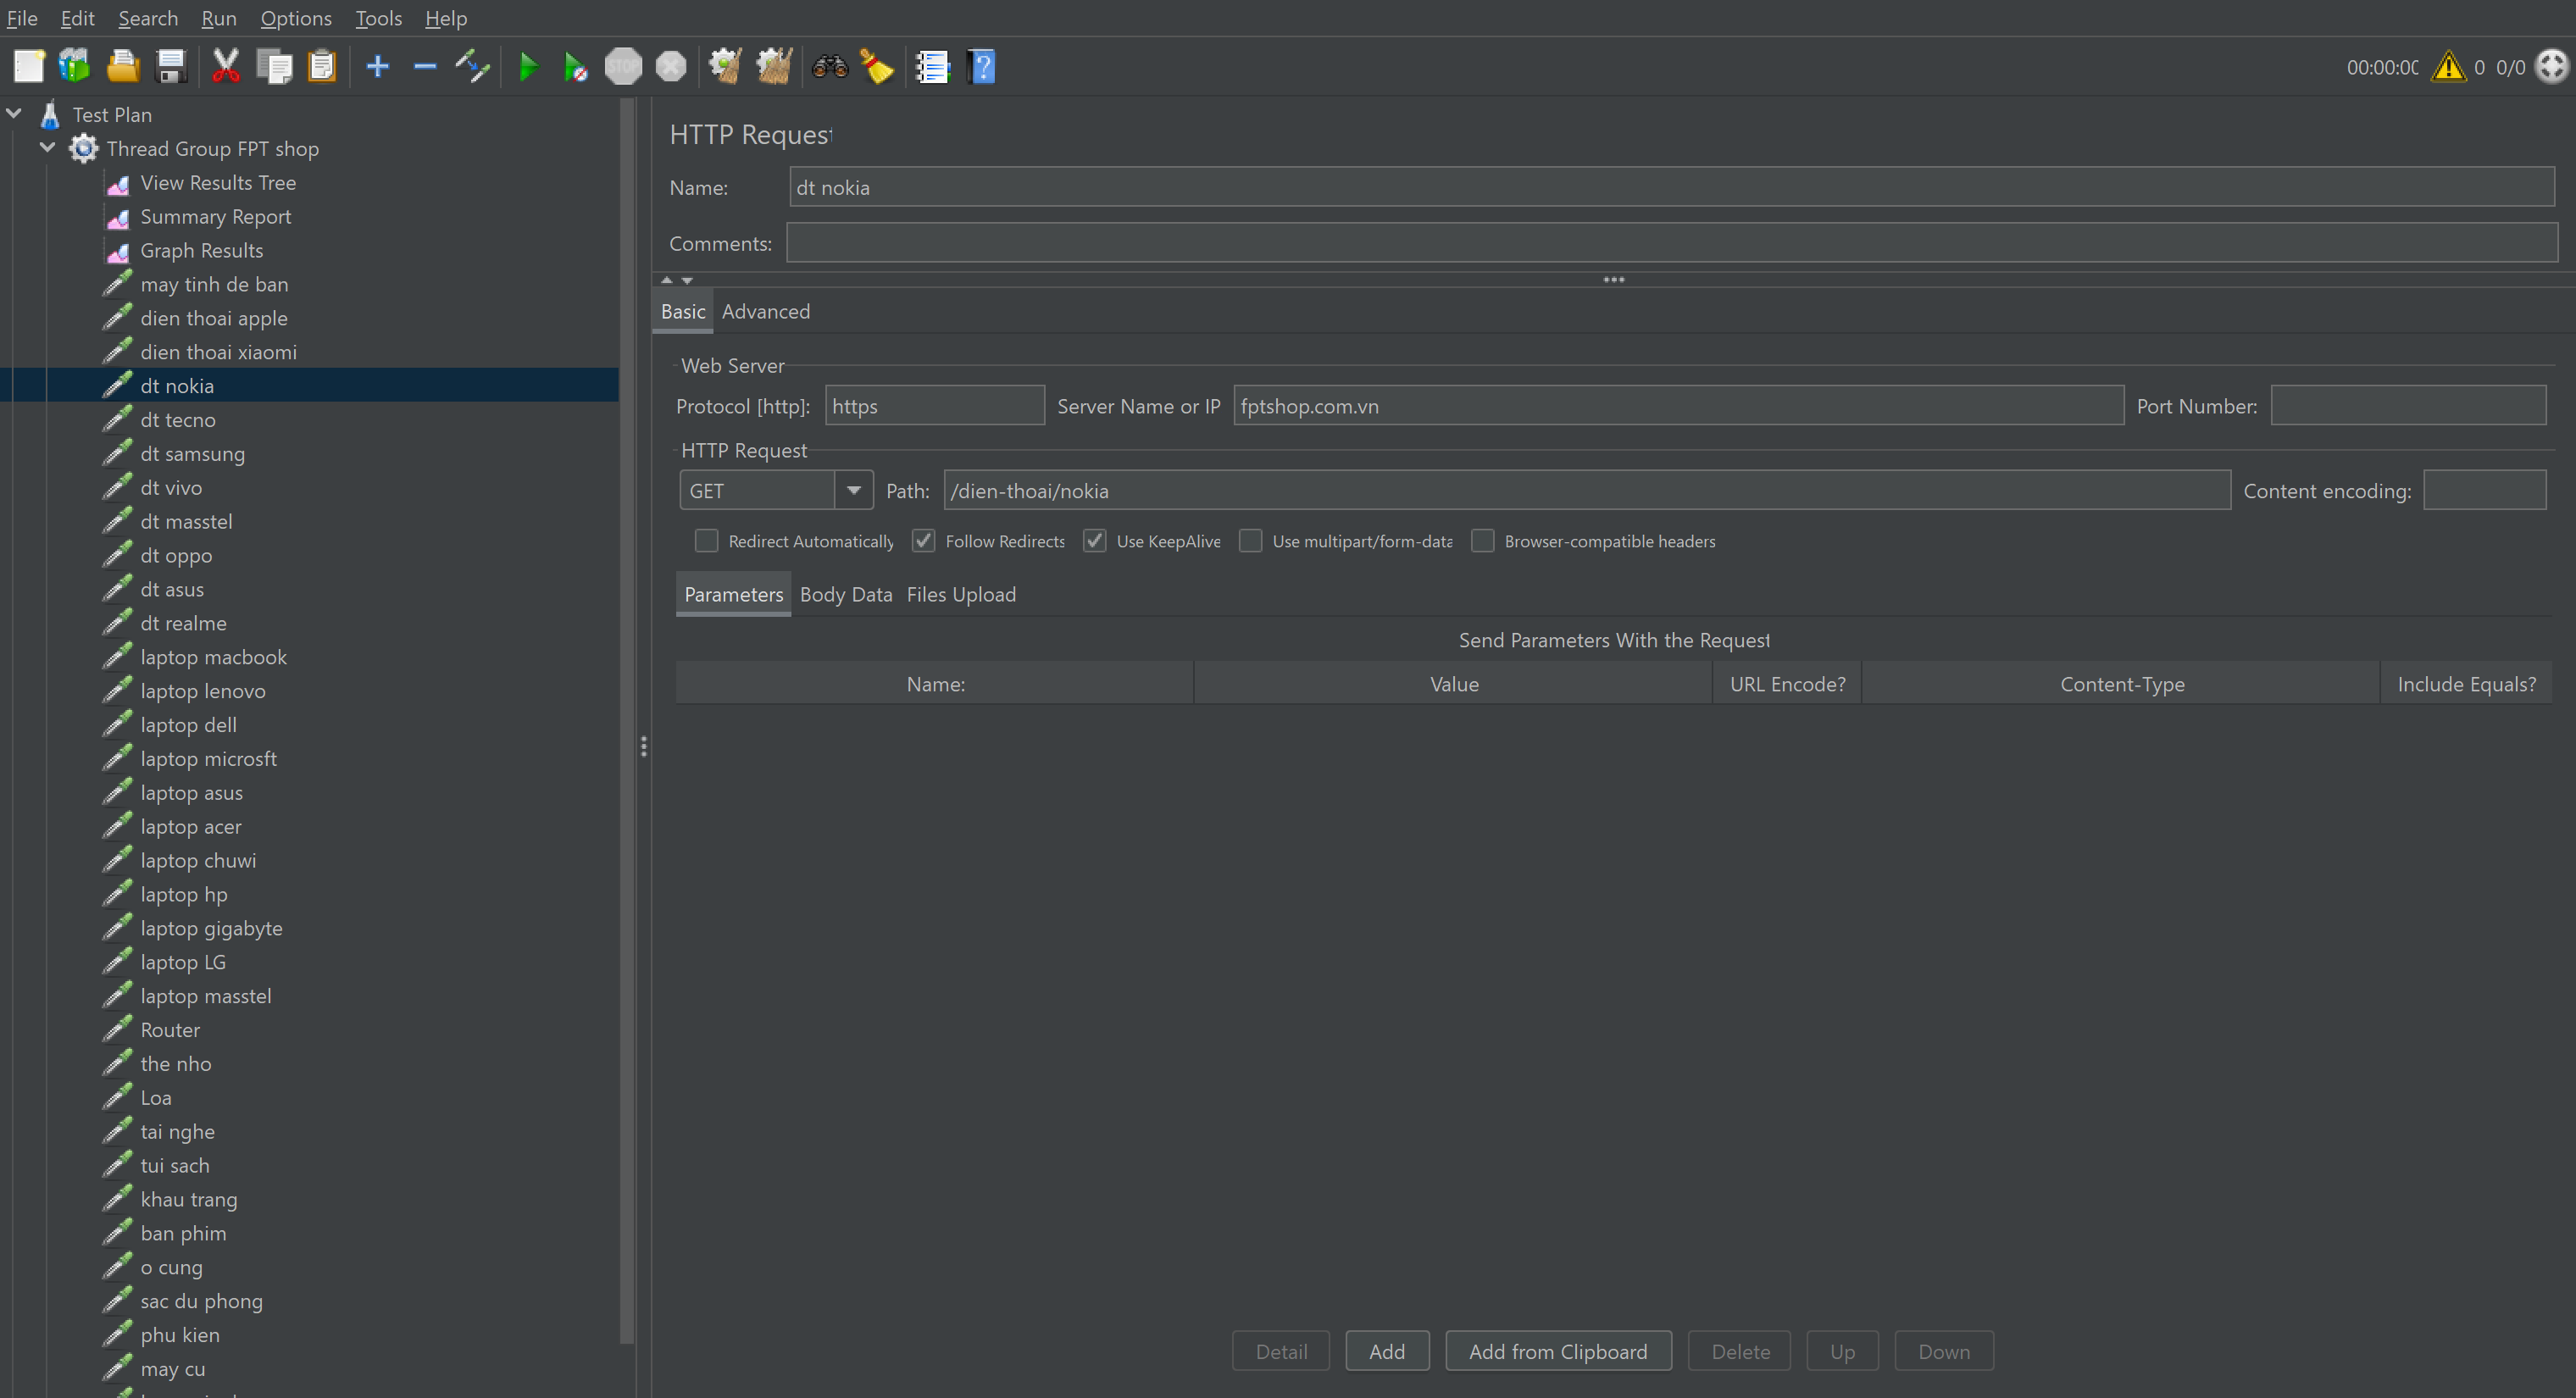 File Edit Search Run Options Tools Help
STOP
00:00:00 0 0/0
Test Plan
Thread Group FPT shop
View Results Tree
Summary Report
Graph Results
may tinh de ban
dien thoai apple
dien thoai xiaomi
dt nokia
dt tecno
dt samsung
dt vivo
dt masstel
dt oppo
dt asus
dt realme
laptop macbook
laptop lenovo
laptop dell
laptop microsft
laptop asus
laptop acer
laptop chuwi
laptop hp
laptop gigabyte
laptop LG
laptop masstel
Router
the nho
Loa
tai nghe
tui sach
khau trang
ban phim
o cung
sac du phong
phu kien
may cu
HTTP Request
Name: dt nokia
Comments:
Basic Advanced
Web Server
Protocol [http]: https Server Name or IP fptshop.com.vn Port Number:
HTTP Request
GET Path: /dien-thoai/nokia Content encoding:
Redirect Automatically Follow Redirects Use KeepAlive Use multipart/form-data Browser-compatible headers
Parameters Body Data Files Upload
Send Parameters With the Request
Name: Value URL Encode? Content-Type Include Equals?
Detail Add Add from Clipboard Delete Up Down